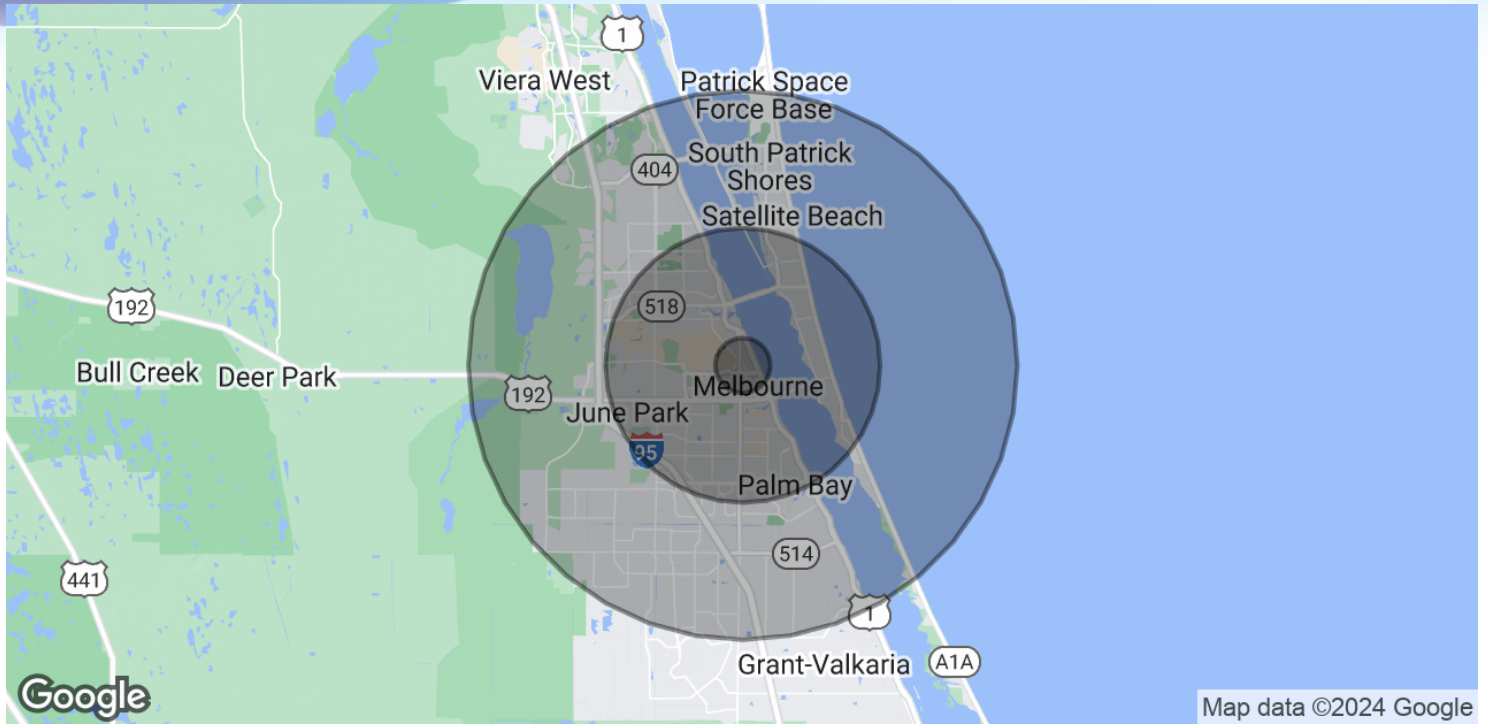 1
Viera West
Patrick Space
Force Base
404
South Patrick
Shores
Satellite Beach
192
518
Bull Creek
Deer Park
192
Melbourne
June Park
95
Palm Bay
514
441
1
Grant-Valkaria
A1A
Google
Map data ©2024 Google